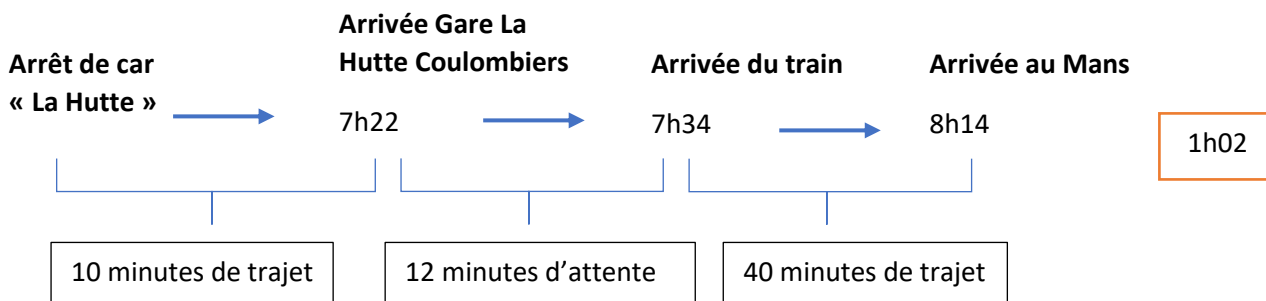 Arrêt de car
« La Hutte »
Arrivée Gare La
Hutte Coulombiers
7h22
Arrivée du train
7h34
Arrivée au Mans
8h14
1h02
10 minutes de trajet
12 minutes d’attente
40 minutes de trajet